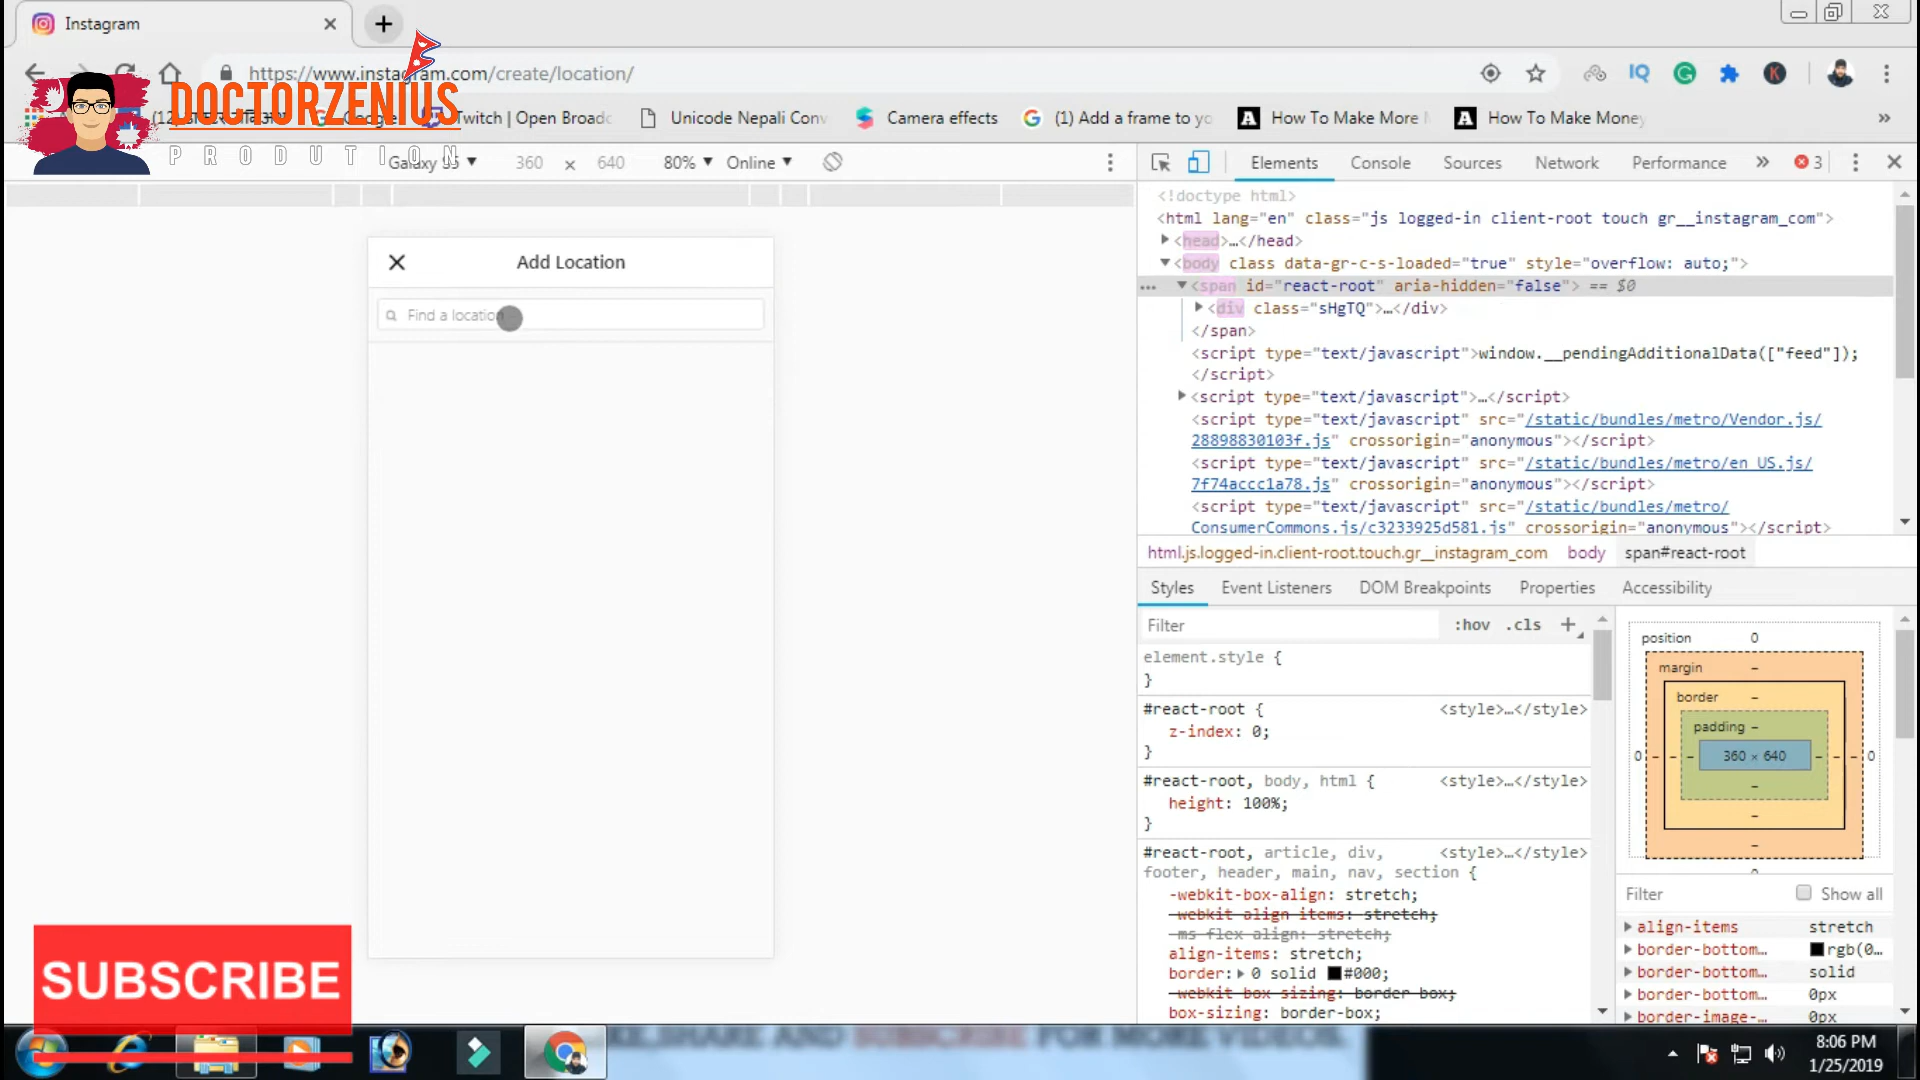 Instagram
https://www.instagram.com/create/location/
DOCTORZENIUS
PRODUTION
Twitch | Open Broadc
Unicode Nepali Conv
Camera effects
(1) Add a frame to yo
How To Make More
How To Make Money
»
360 × 640
80% ▼
Online ▼
Elements
Console
Sources
Network
Performance
»
3
Add Location
Find a location
<!doctype html>
<html lang="en" class="js logged-in client-root touch gr__instagram_com">
<head>…</head>
<body class data-gr-c-s-loaded="true" style="overflow: auto;">
<span id="react-root" aria-hidden="false"> == $0
<div class="sHgTQ">…</div>
</span>
<script type="text/javascript">window.__pendingAdditionalData(["feed"]);
</script>
<script type="text/javascript">…</script>
<script type="text/javascript" src="/static/bundles/metro/Vendor.js/
28898830103f.js" crossorigin="anonymous"></script>
<script type="text/javascript" src="/static/bundles/metro/en_US.js/
7f74accc1a78.js" crossorigin="anonymous"></script>
<script type="text/javascript" src="/static/bundles/metro/
ConsumerCommons.js/c3233925d581.js" crossorigin="anonymous"></script>
html.js.logged-in.client-root.touch.gr__instagram_com body span#react-root
Styles
Event Listeners
DOM Breakpoints
Properties
Accessibility
Filter
:hov .cls +
element.style {
}
#react-root { <style>…</style>
z-index: 0;
}
#react-root, body, html { <style>…</style>
height: 100%;
}
#react-root, article, div, <style>…</style>
footer, header, main, nav, section {
-webkit-box-align: stretch;
-webkit-align-items: stretch;
-ms-flex-align: stretch;
align-items: stretch;
border: 0 solid #000;
-webkit-box-sizing: border-box;
box-sizing: border-box;
position 0
margin –
border –
padding –
0 – – – 360 × 640 – – – 0
–
–
–
Filter
Show all
align-items stretch
border-bottom… rgb(0…
border-bottom… solid
border-bottom… 0px
border-image-… 0px
SUBSCRIBE
SHARE AND SUBSCRIBE FOR MORE VIDEOS.
8:06 PM
1/25/2019